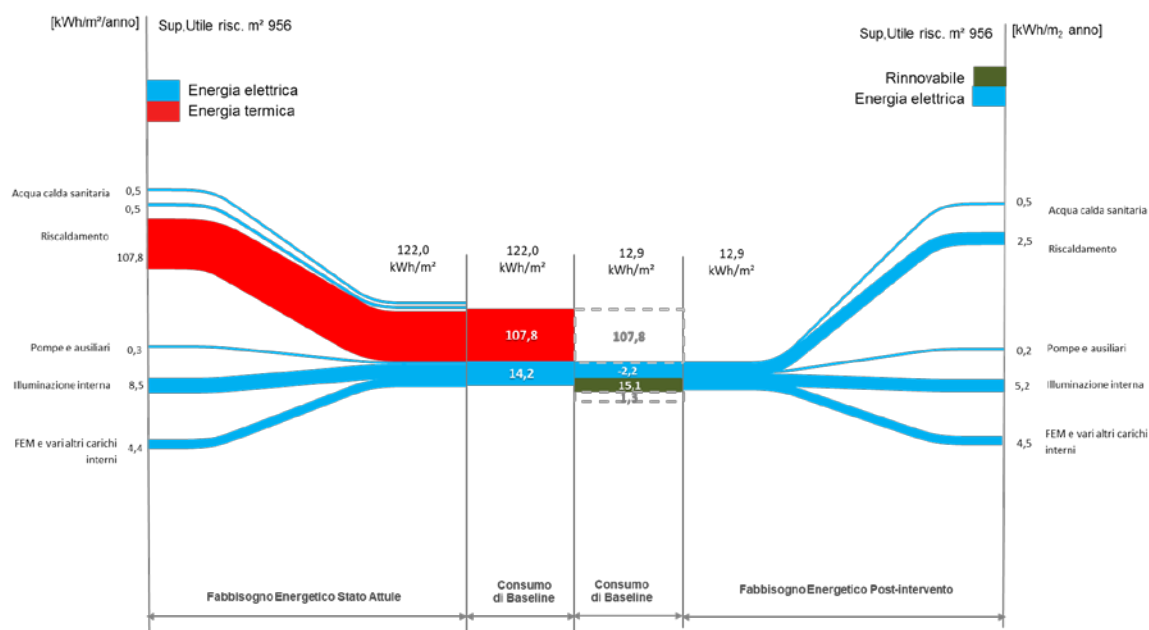 [kWh/m²/anno]
Sup,Utile risc. m² 956
Sup,Utile risc. m² 956
[kWh/m₂ anno]
Energia elettrica
Energia termica
Rinnovabile
Energia elettrica
Acqua calda sanitaria 0,5
0,5
Riscaldamento
107,8
Pompe e ausiliari 0,3
Illuminazione interna 8,5
FEM e vari altri carichi
interni
4,4
122,0
kWh/m²
122,0
kWh/m²
12,9
kWh/m²
12,9
kWh/m²
107,8
14,2
107,8
-2,2
15,1
0,5
Acqua calda sanitaria
2,5
Riscaldamento
0,2
Pompe e ausiliari
5,2
Illuminazione interna
4,5
FEM e vari altri carichi
interni
Fabbisogno Energetico Stato Attule
Consumo
di Baseline
Consumo
di Baseline
Fabbisogno Energetico Post-intervento